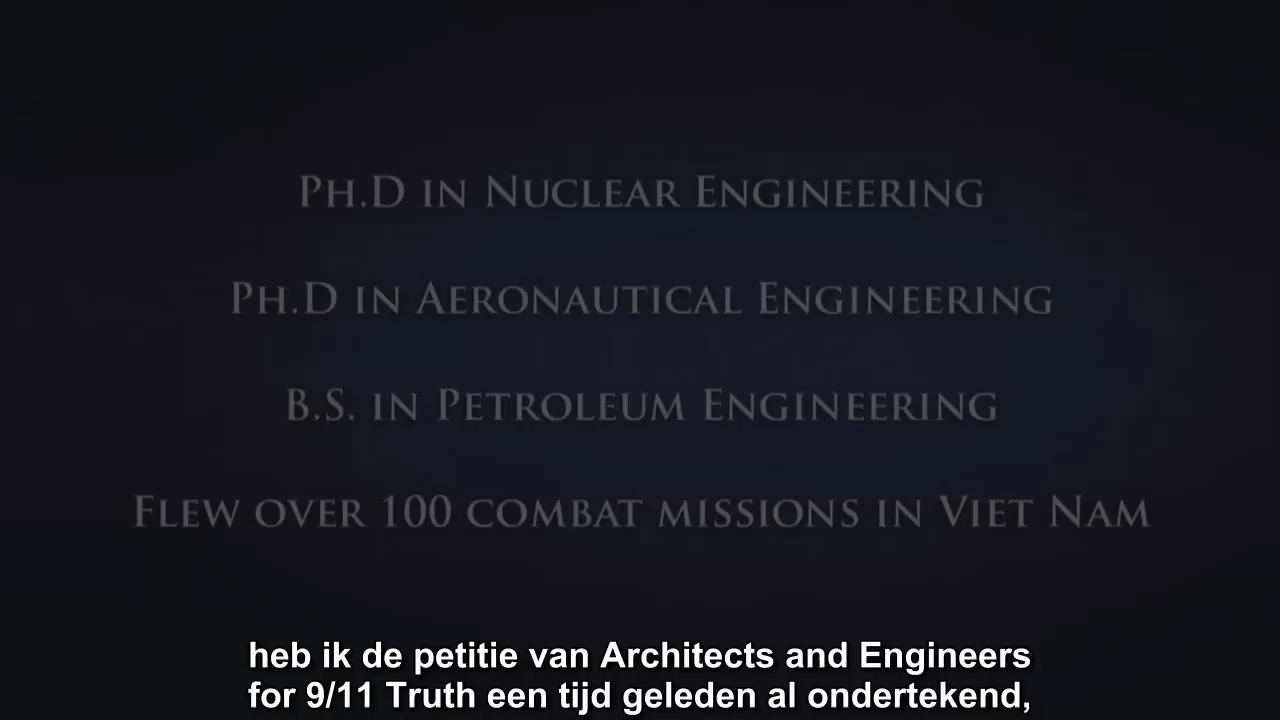 Ph.D in Nuclear Engineering
Ph.D in Aeronautical Engineering
B.S. in Petroleum Engineering
Flew over 100 combat missions in Viet Nam
heb ik de petitie van Architects and Engineers
for 9/11 Truth een tijd geleden al ondertekend,